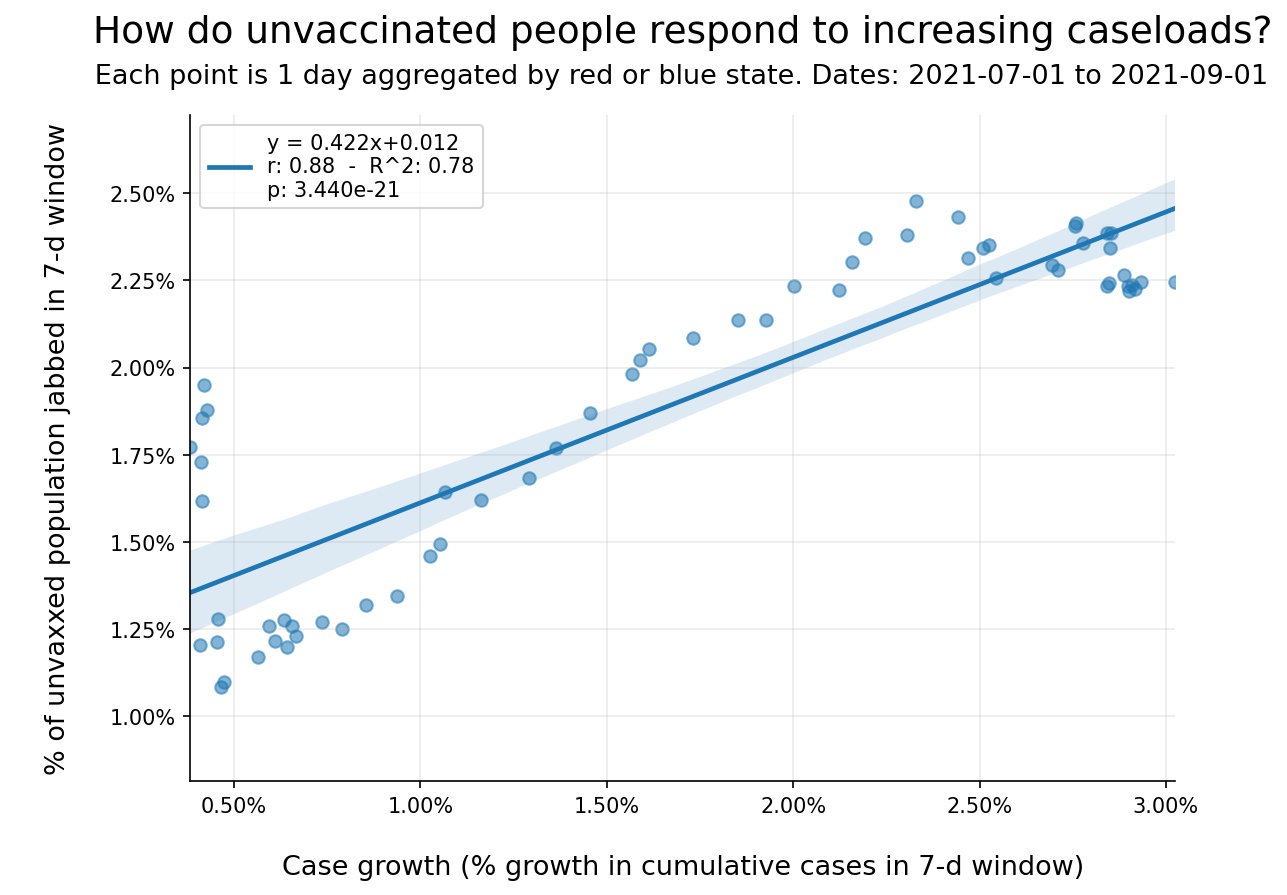 How do unvaccinated people respond to increasing caseloads?
Each point is 1 day aggregated by red or blue state. Dates: 2021-07-01 to 2021-09-01
% of unvaxxed population jabbed in 7-d window
y = 0.422x+0.012
r: 0.88 - R^2: 0.78
p: 3.440e-21
2.50%
2.25%
2.00%
1.75%
1.50%
1.25%
1.00%
0.50% 1.00% 1.50% 2.00% 2.50% 3.00%
Case growth (% growth in cumulative cases in 7-d window)